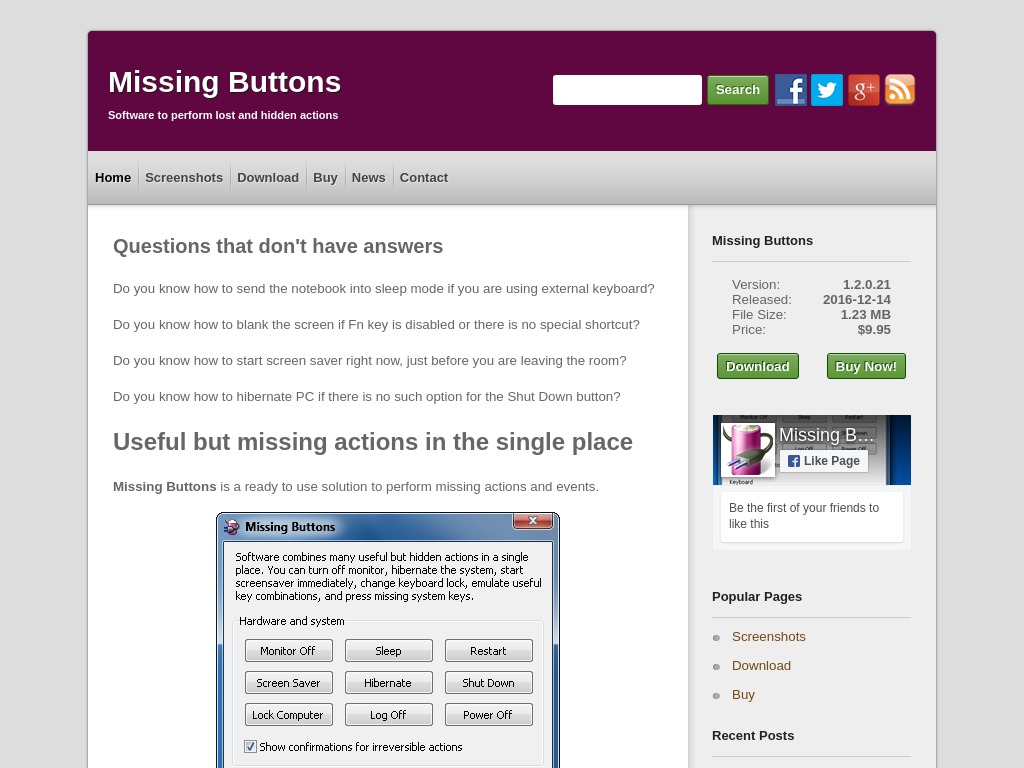 Missing Buttons
Software to perform lost and hidden actions
Search
Home
Screenshots
Download
Buy
News
Contact
Questions that don't have answers
Do you know how to send the notebook into sleep mode if you are using external keyboard?
Do you know how to blank the screen if Fn key is disabled or there is no special shortcut?
Do you know how to start screen saver right now, just before you are leaving the room?
Do you know how to hibernate PC if there is no such option for the Shut Down button?
Useful but missing actions in the single place
Missing Buttons is a ready to use solution to perform missing actions and events.
Missing Buttons
Software combines many useful but hidden actions in a single
place. You can turn off monitor, hibernate the system, start
screensaver immediately, change keyboard lock, emulate useful
key combinations, and press missing system keys.
Hardware and system
Monitor Off
Sleep
Restart
Screen Saver
Hibernate
Shut Down
Lock Computer
Log Off
Power Off
Show confirmations for irreversible actions
Missing Buttons
Version: 1.2.0.21
Released: 2016-12-14
File Size: 1.23 MB
Price: $9.95
Download
Buy Now!
Missing B...
Like Page
Keyboard
Be the first of your friends to
like this
Popular Pages
Screenshots
Download
Buy
Recent Posts